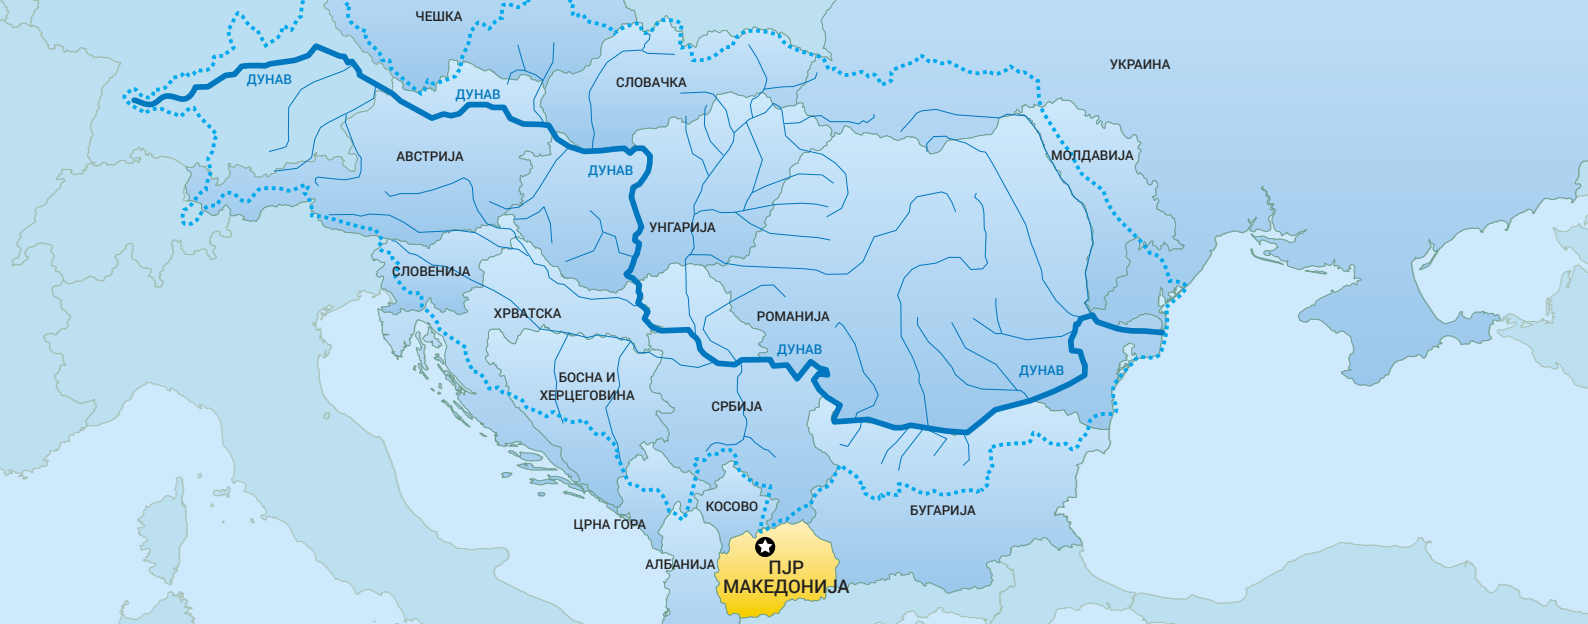 ЧЕШКА
УКРАИНА
ДУНАВ
СЛОВАЧКА
ДУНАВ
АВСТРИЈА
МОЛДАВИЈА
ДУНАВ
УНГАРИЈА
СЛОВЕНИЈА
ХРВАТСКА
РОМАНИЈА
ДУНАВ
ДУНАВ
БОСНА И
ХЕРЦЕГОВИНА
СРБИЈА
КОСОВО
БУГАРИЈА
ЦРНА ГОРА
АЛБАНИЈА
ПЈР
МАКЕДОНИЈА